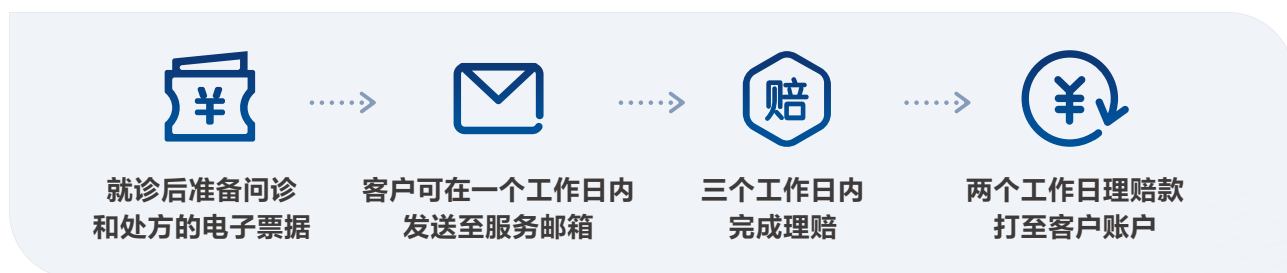 ¥
赔
¥
就诊后准备问诊
和处方的电子票据
客户可在一个工作日内
发送至服务邮箱
三个工作日内
完成理赔
两个工作日理赔款
打至客户账户